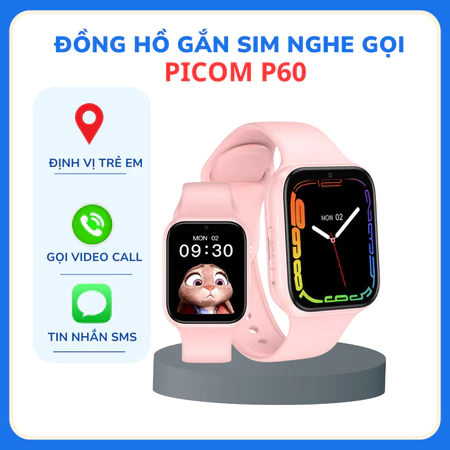 ĐỒNG HỒ GẮN SIM NGHE GỌI
PICOM P60
ĐỊNH VỊ TRẺ EM
GỌI VIDEO CALL
TIN NHẮN SMS
MON 02
09:30
MON 02